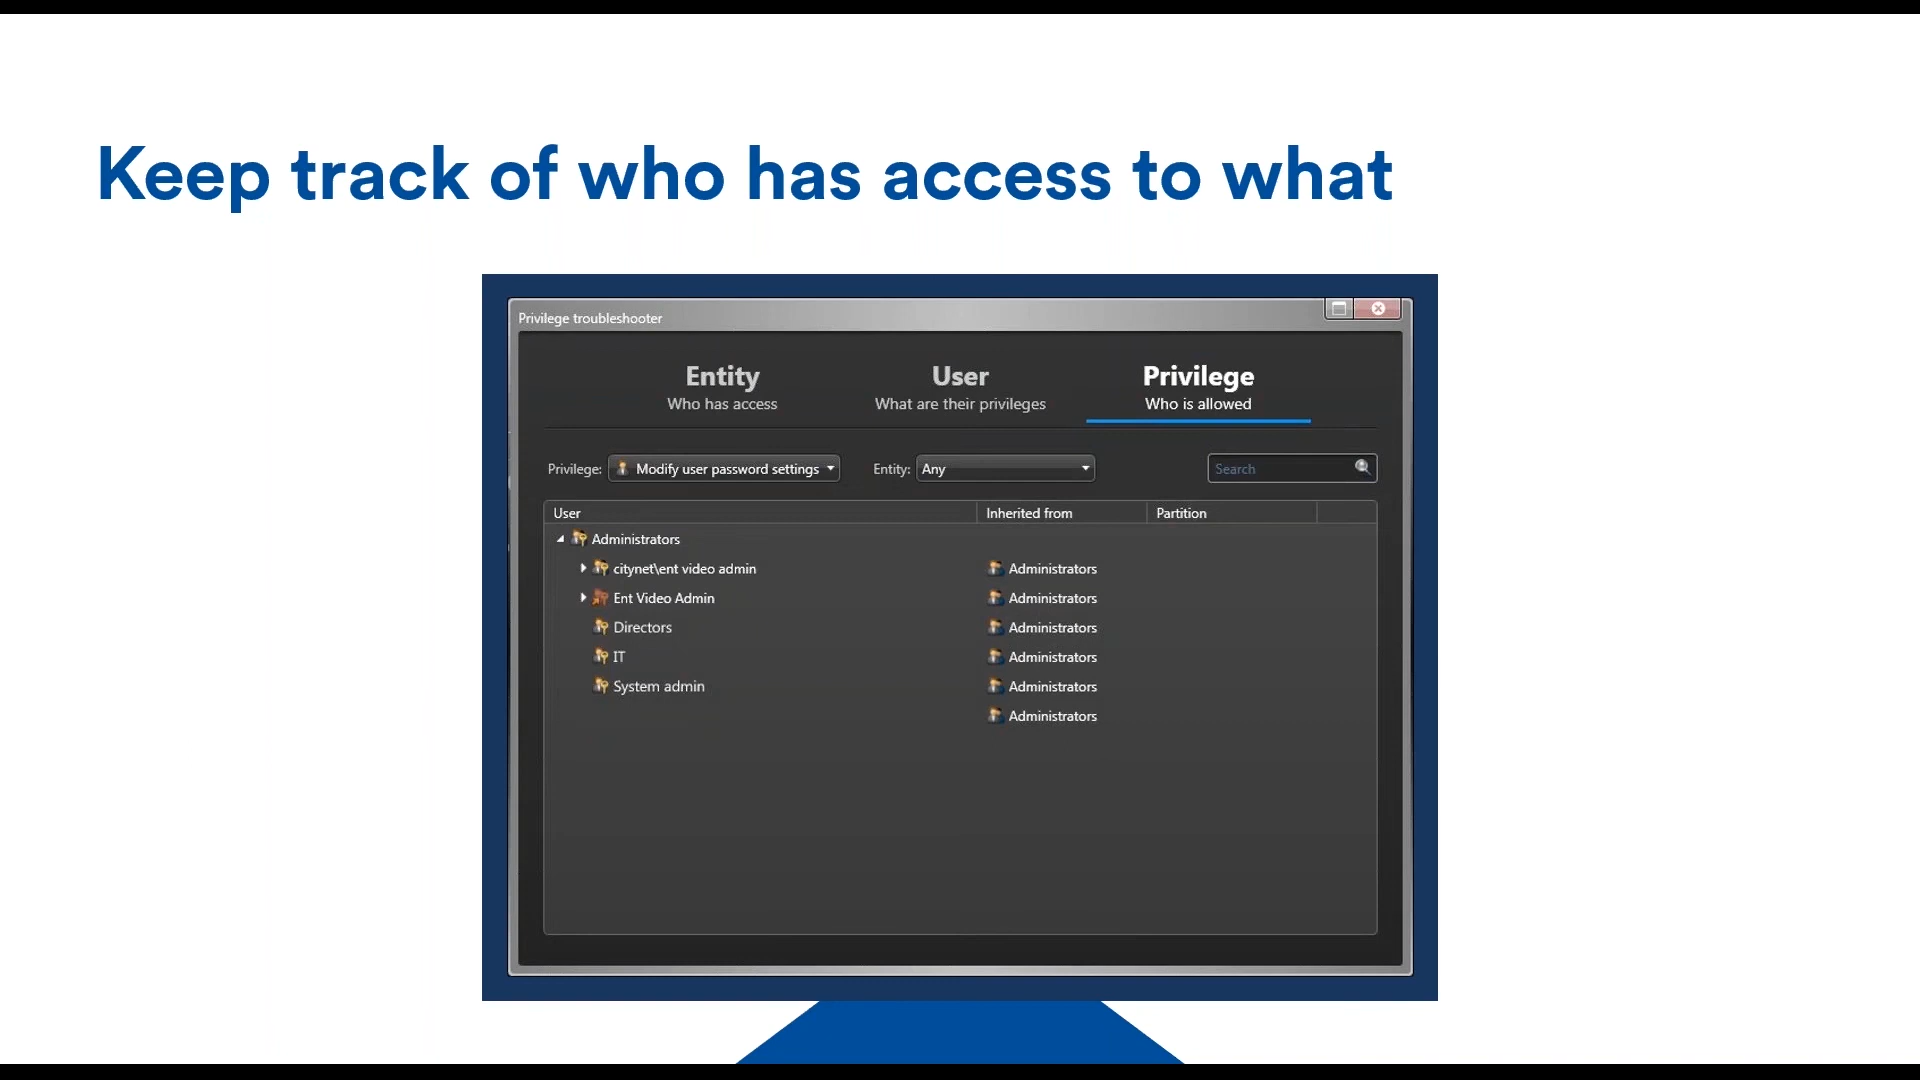 Keep track of who has access to what
Privilege troubleshooter
Entity User Privilege
Who has access What are their privileges Who is allowed
Privilege: Modify user password settings Entity: Any Search
User Inherited from Partition
Administrators
citynet\ent video admin Administrators
Ent Video Admin Administrators
Directors Administrators
IT Administrators
System admin Administrators
Administrators